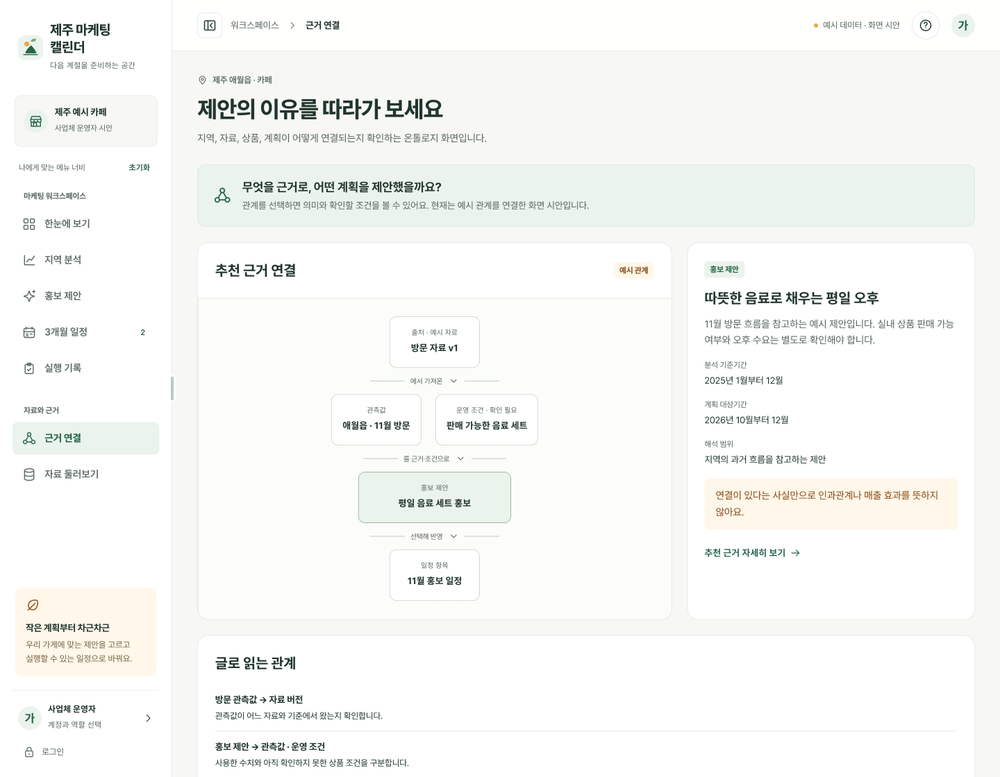 제주 마케팅
캘린더
다음 계절을 준비하는 공간
제주 예시 카페
사업체 운영자 시안
나에게 맞는 메뉴 너비
초기화
마케팅 워크스페이스
한눈에 보기
지역 분석
홍보 제안
3개월 일정
2
실행 기록
자료와 근거
근거 연결
자료 둘러보기
작은 계획부터 차근차근
우리 가게에 맞는 제안을 고르고
실행할 수 있는 일정으로 바꿔요.
가
사업체 운영자
계정과 역할 선택
로그인
워크스페이스
근거 연결
예시 데이터 · 화면 시안
가
제주 애월읍 · 카페
제안의 이유를 따라가 보세요
지역, 자료, 상품, 계획이 어떻게 연결되는지 확인하는 온톨로지 화면입니다.
무엇을 근거로, 어떤 계획을 제안했을까요?
관계를 선택하면 의미와 확인할 조건을 볼 수 있어요. 현재는 예시 관계를 연결한 화면 시안입니다.
추천 근거 연결
예시 관계
출처 · 예시 자료
방문 자료 v1
에서 가져온
관측값
애월읍 · 11월 방문
운영 조건 · 확인 필요
판매 가능한 음료 세트
를 근거·조건으로
홍보 제안
평일 음료 세트 홍보
선택해 반영
일정 항목
11월 홍보 일정
홍보 제안
따뜻한 음료로 채우는 평일 오후
11월 방문 흐름을 참고하는 예시 제안입니다. 실내 상품 판매 가능
여부와 오후 수요는 별도로 확인해야 합니다.
분석 기준기간
2025년 1월부터 12월
계획 대상기간
2026년 10월부터 12월
해석 범위
지역의 과거 흐름을 참고하는 제안
연결이 있다는 사실만으로 인과관계나 매출 효과를 뜻하지
않아요.
추천 근거 자세히 보기 →
글로 읽는 관계
방문 관측값 → 자료 버전
관측값이 어느 자료와 기준에서 왔는지 확인합니다.
홍보 제안 → 관측값 · 운영 조건
사용한 수치와 아직 확인하지 못한 상품 조건을 구분합니다.